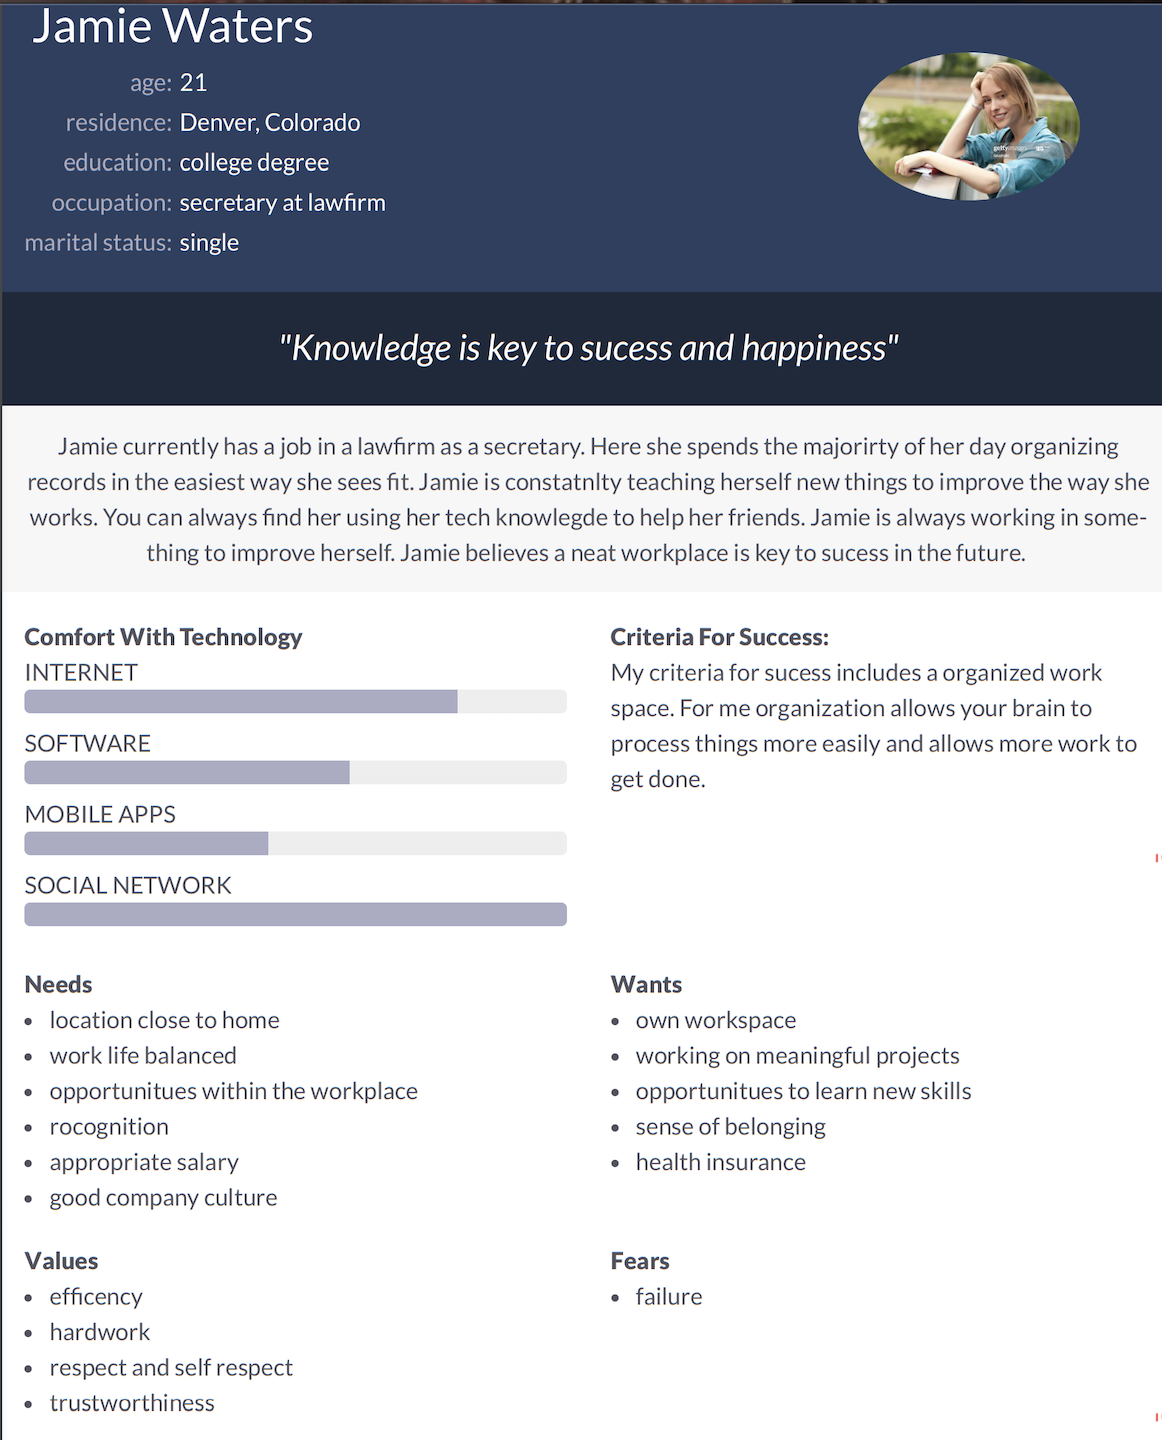 Jamie Waters
age: 21
residence: Denver, Colorado
education: college degree
occupation: secretary at lawfirm
marital status: single
gettyimages
"Knowledge is key to sucess and happiness"
Jamie currently has a job in a lawfirm as a secretary. Here she spends the majorirty of her day organizing
records in the easiest way she sees fit. Jamie is constatnlty teaching herself new things to improve the way she
works. You can always find her using her tech knowlegde to help her friends. Jamie is always working in some-
thing to improve herself. Jamie believes a neat workplace is key to sucess in the future.
Comfort With Technology
INTERNET
SOFTWARE
MOBILE APPS
SOCIAL NETWORK
Criteria For Success:
My criteria for sucess includes a organized work
space. For me organization allows your brain to
process things more easily and allows more work to
get done.
Needs
• location close to home
• work life balanced
• opportunitues within the workplace
• rocognition
• appropriate salary
• good company culture
Wants
• own workspace
• working on meaningful projects
• opportunitues to learn new skills
• sense of belonging
• health insurance
Values
• efficency
• hardwork
• respect and self respect
• trustworthiness
Fears
• failure